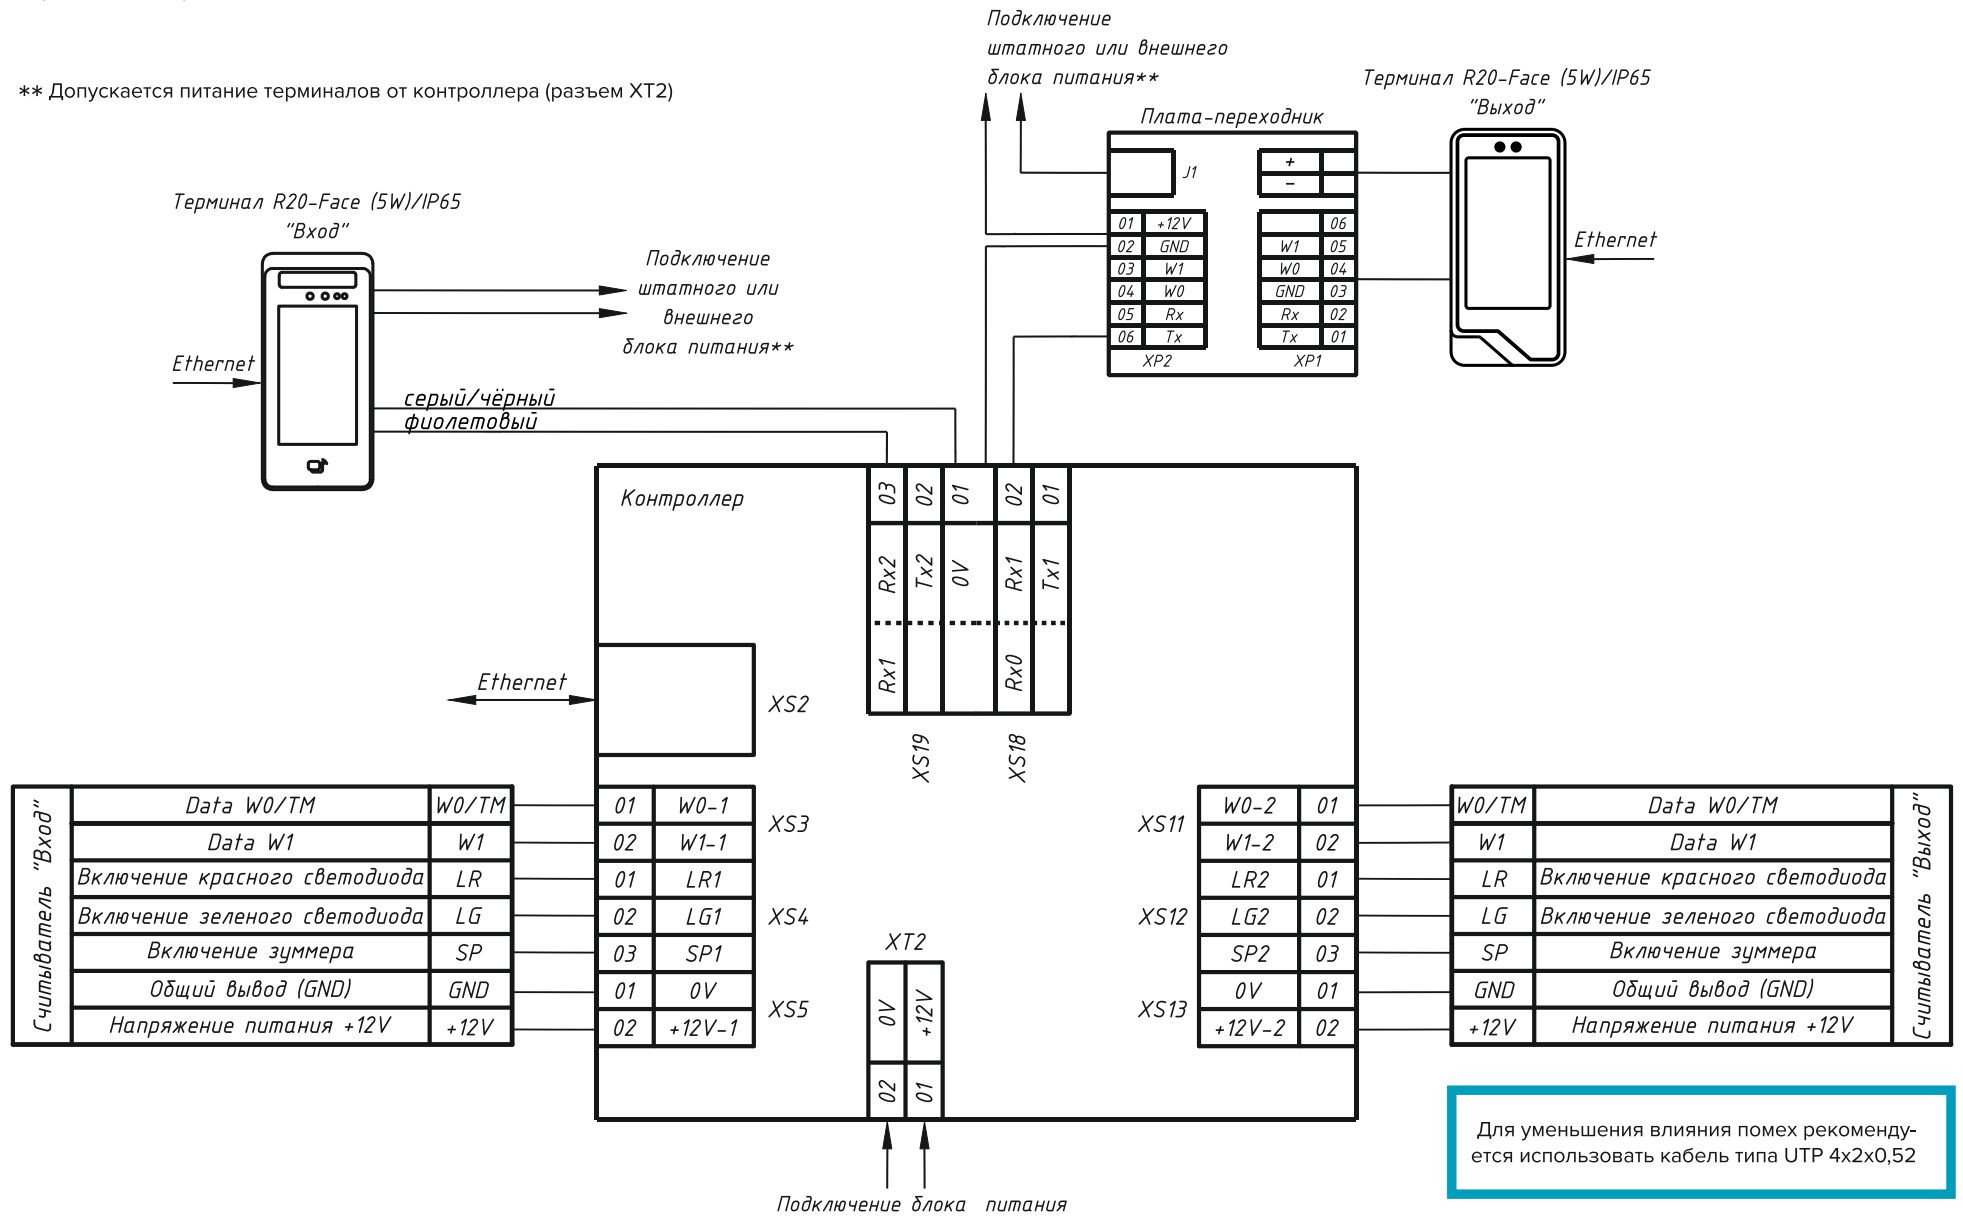 Подключение
штатного или внешнего
блока питания**
Терминал R20-Face (5W)/IP65
"Выход"
** Допускается питание терминалов от контроллера (разъем XT2)
Плата-переходник
J1
+
-
01 +12V
02 GND
03 W1
04 W0
05 Rx
06 Tx
XP2
06
W1 05
W0 04
GND 03
Rx 02
Tx 01
XP1
Ethernet
Терминал R20-Face (5W)/IP65
"Вход"
Подключение
штатного или
внешнего
блока питания**
Ethernet
серый/чёрный
фиолетовый
Контроллер
03 02 01 02 01
Rx2 Tx2 0V Rx1 Tx1
Rx1 Rx0
XS19 XS18
Ethernet
XS2
Считыватель "Вход"
Data W0/TM W0/TM 01 W0-1
Data W1 W1 02 W1-1
XS3
Включение красного светодиода LR 01 LR1
Включение зеленого светодиода LG 02 LG1
Включение зуммера SP 03 SP1
XS4
Общий вывод (GND) GND 01 0V
Напряжение питания +12V +12V 02 +12V-1
XS5
XS11
W0-2 01 W0/TM Data W0/TM
W1-2 02 W1 Data W1
XS12
LR2 01 LR Включение красного светодиода
LG2 02 LG Включение зеленого светодиода
SP2 03 SP Включение зуммера
XS13
0V 01 GND Общий вывод (GND)
+12V-2 02 +12V Напряжение питания +12V
Считыватель "Выход"
XT2
0V +12V
02 01
Подключение блока питания
Для уменьшения влияния помех рекоменду-
ется использовать кабель типа UTP 4x2x0,52